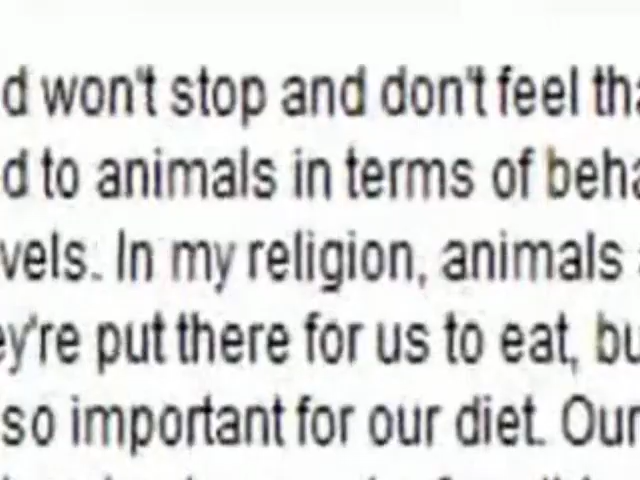 d won't stop and don't feel tha
d to animals in terms of beha
vels. In my religion, animals
ey're put there for us to eat, bu
so important for our diet. Our